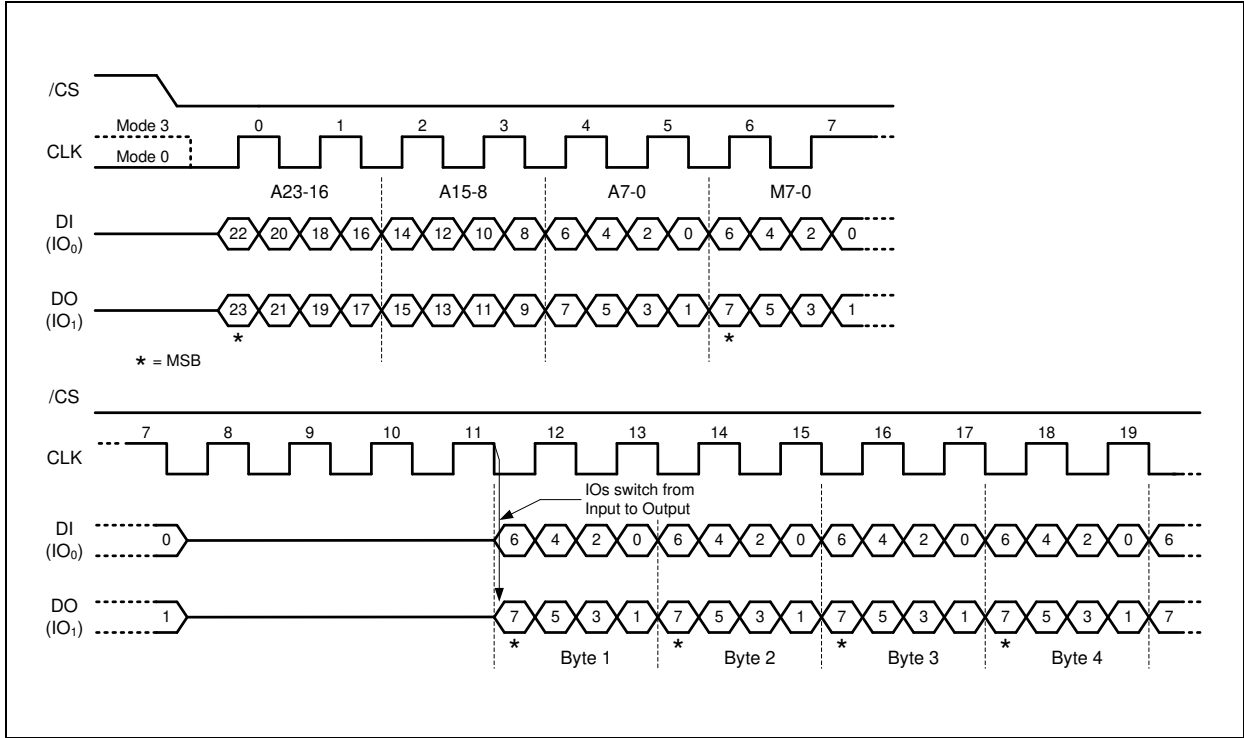 /CS
Mode 3 0 1 2 3 4 5 6 7
CLK
Mode 0
A23-16 A15-8 A7-0 M7-0
DI
(IO₀)
22 20 18 16 14 12 10 8 6 4 2 0 6 4 2 0
DO
(IO₁)
23 21 19 17 15 13 11 9 7 5 3 1 7 5 3 1
* *
* = MSB
/CS
7 8 9 10 11 12 13 14 15 16 17 18 19
CLK
IOs switch from
Input to Output
DI
(IO₀)
0 6 4 2 0 6 4 2 0 6 4 2 0 6 4 2 0 6
DO
(IO₁)
1 7 5 3 1 7 5 3 1 7 5 3 1 7 5 3 1 7
* * * *
Byte 1 Byte 2 Byte 3 Byte 4